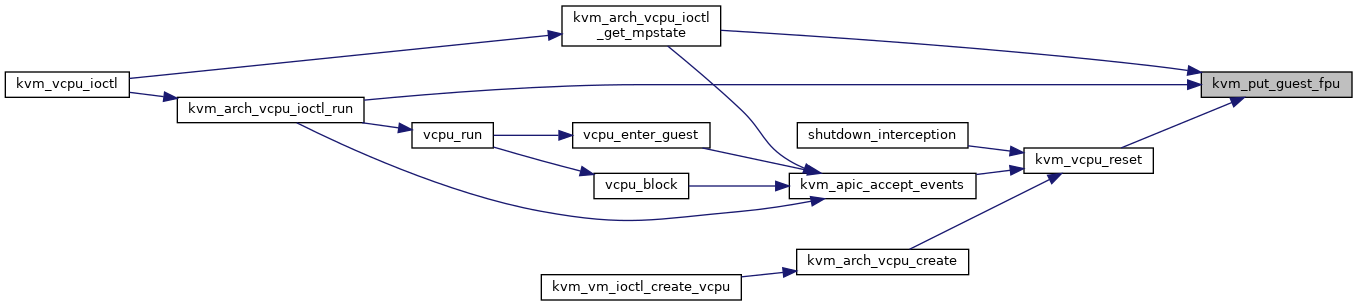 kvm_arch_vcpu_ioctl
_get_mpstate
kvm_vcpu_ioctl
kvm_put_guest_fpu
kvm_arch_vcpu_ioctl_run
vcpu_run
vcpu_enter_guest
shutdown_interception
kvm_vcpu_reset
vcpu_block
kvm_apic_accept_events
kvm_arch_vcpu_create
kvm_vm_ioctl_create_vcpu